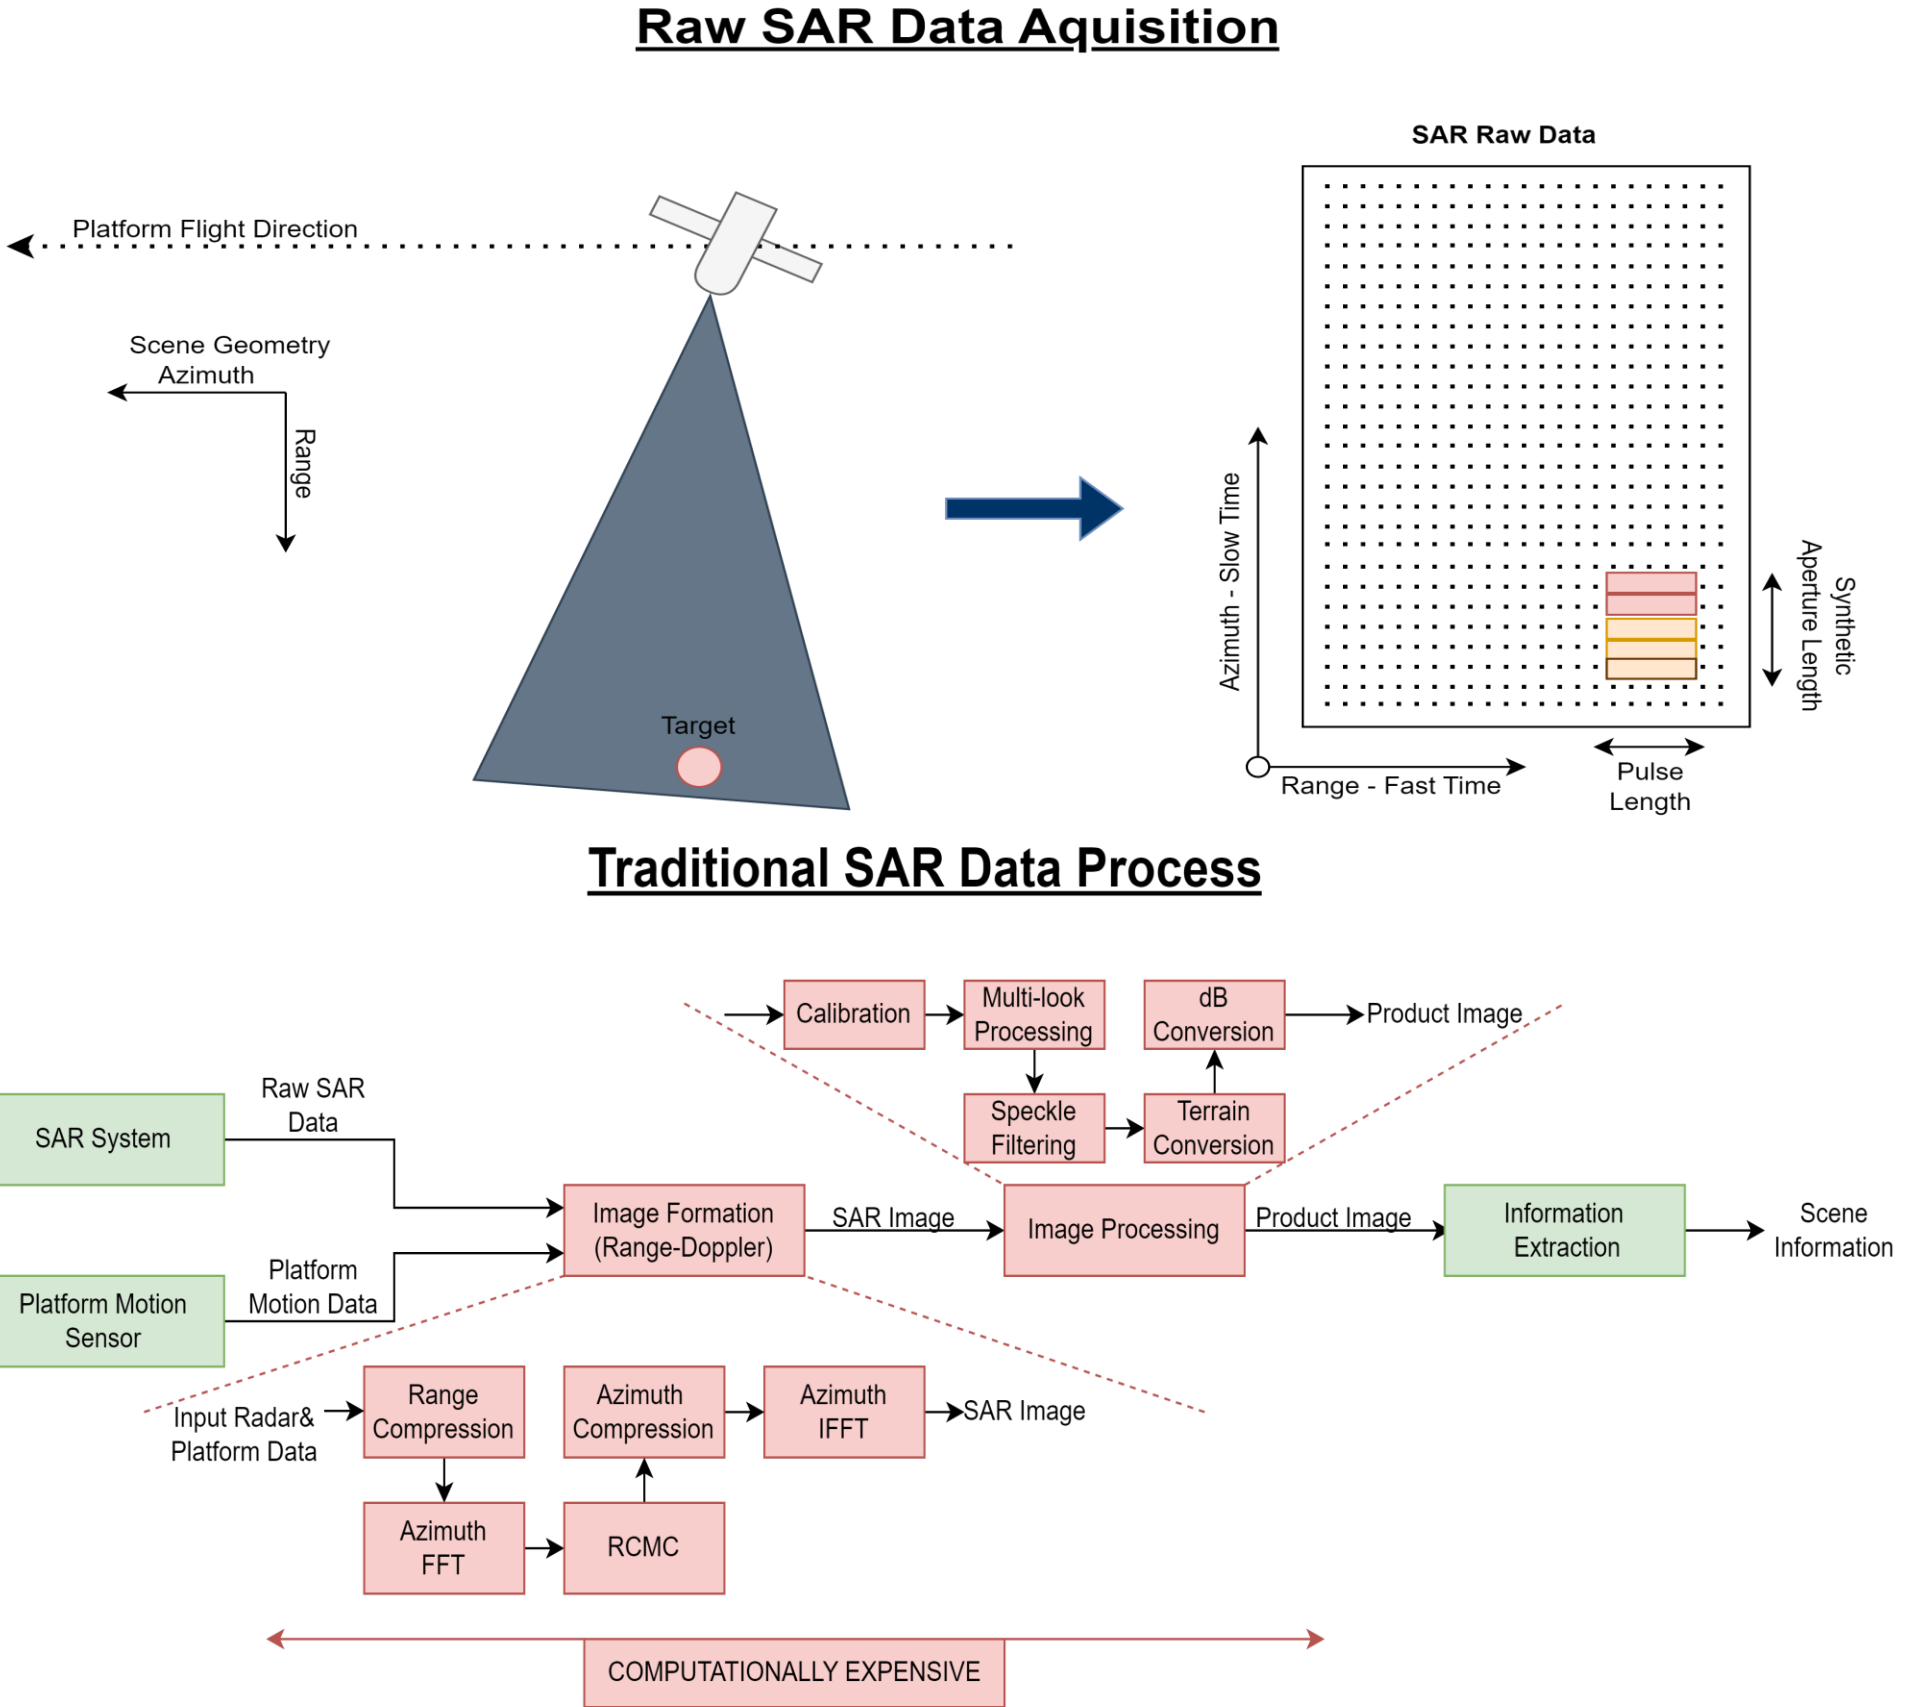 Raw SAR Data Aquisition
SAR Raw Data
Platform Flight Direction
Scene Geometry
Azimuth
Range
Target
Azimuth - Slow Time
Range - Fast Time
Synthetic
Aperture Length
Pulse
Length
Traditional SAR Data Process
Calibration
Multi-look
Processing
dB
Conversion
Product Image
Speckle
Filtering
Terrain
Conversion
SAR System
Raw SAR
Data
Platform Motion
Sensor
Platform
Motion Data
Image Formation
(Range-Doppler)
SAR Image
Image Processing
Product Image
Information
Extraction
Scene
Information
Input Radar&
Platform Data
Range
Compression
Azimuth
Compression
Azimuth
IFFT
SAR Image
Azimuth
FFT
RCMC
COMPUTATIONALLY EXPENSIVE